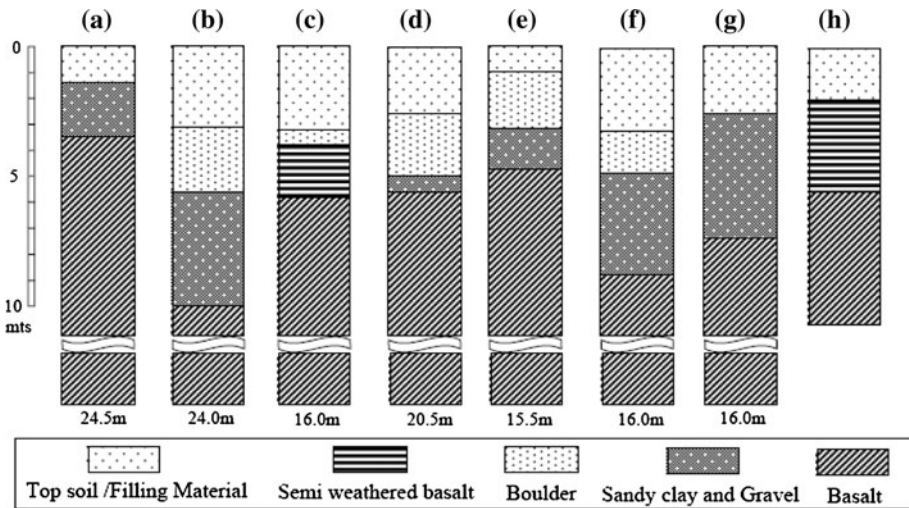 (a) (b) (c) (d) (e) (f) (g) (h)
0
5
10
mts
24.5m 24.0m 16.0m 20.5m 15.5m 16.0m 16.0m
Top soil /Filling Material Semi weathered basalt Boulder Sandy clay and Gravel Basalt